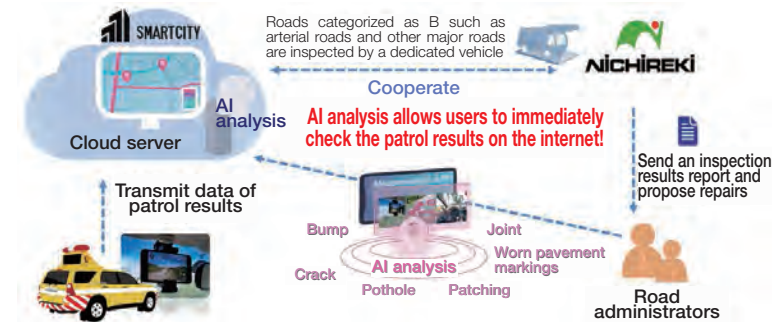 SMARTCITY
Roads categorized as B such as
arterial roads and other major roads
are inspected by a dedicated vehicle
NICHIREKI
Cooperate
AI
analysis
Cloud server
AI analysis allows users to immediately
check the patrol results on the internet!
Send an inspection
results report and
propose repairs
Transmit data of
patrol results
Bump
Joint
Crack
AI analysis
Worn pavement
markings
Pothole
Patching
Road
administrators